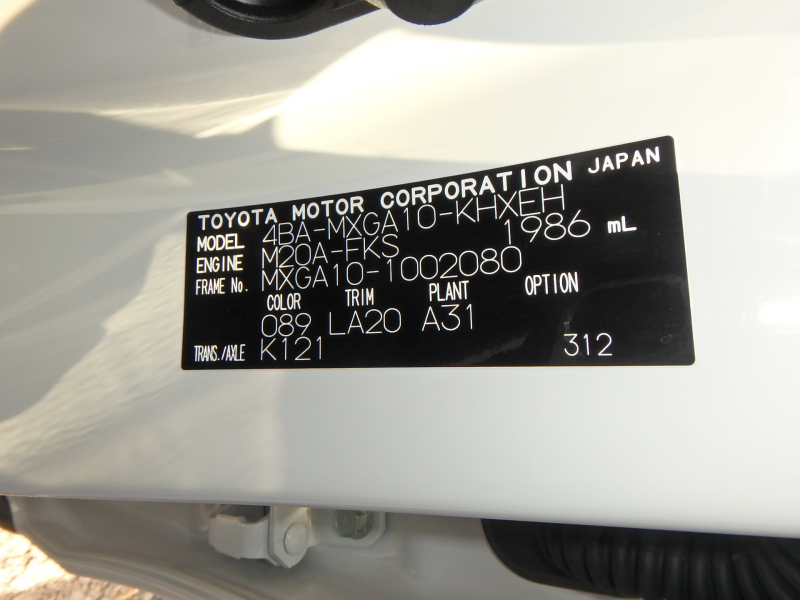 TOYOTA MOTOR CORPORATION JAPAN
MODEL 4BA-MXGA10-KHXEH
ENGINE M20A-FKS 1986 mL
FRAME No. MXGA10-1002080
COLOR TRIM PLANT OPTION
089 LA20 A31
TRANS./AXLE K121 312